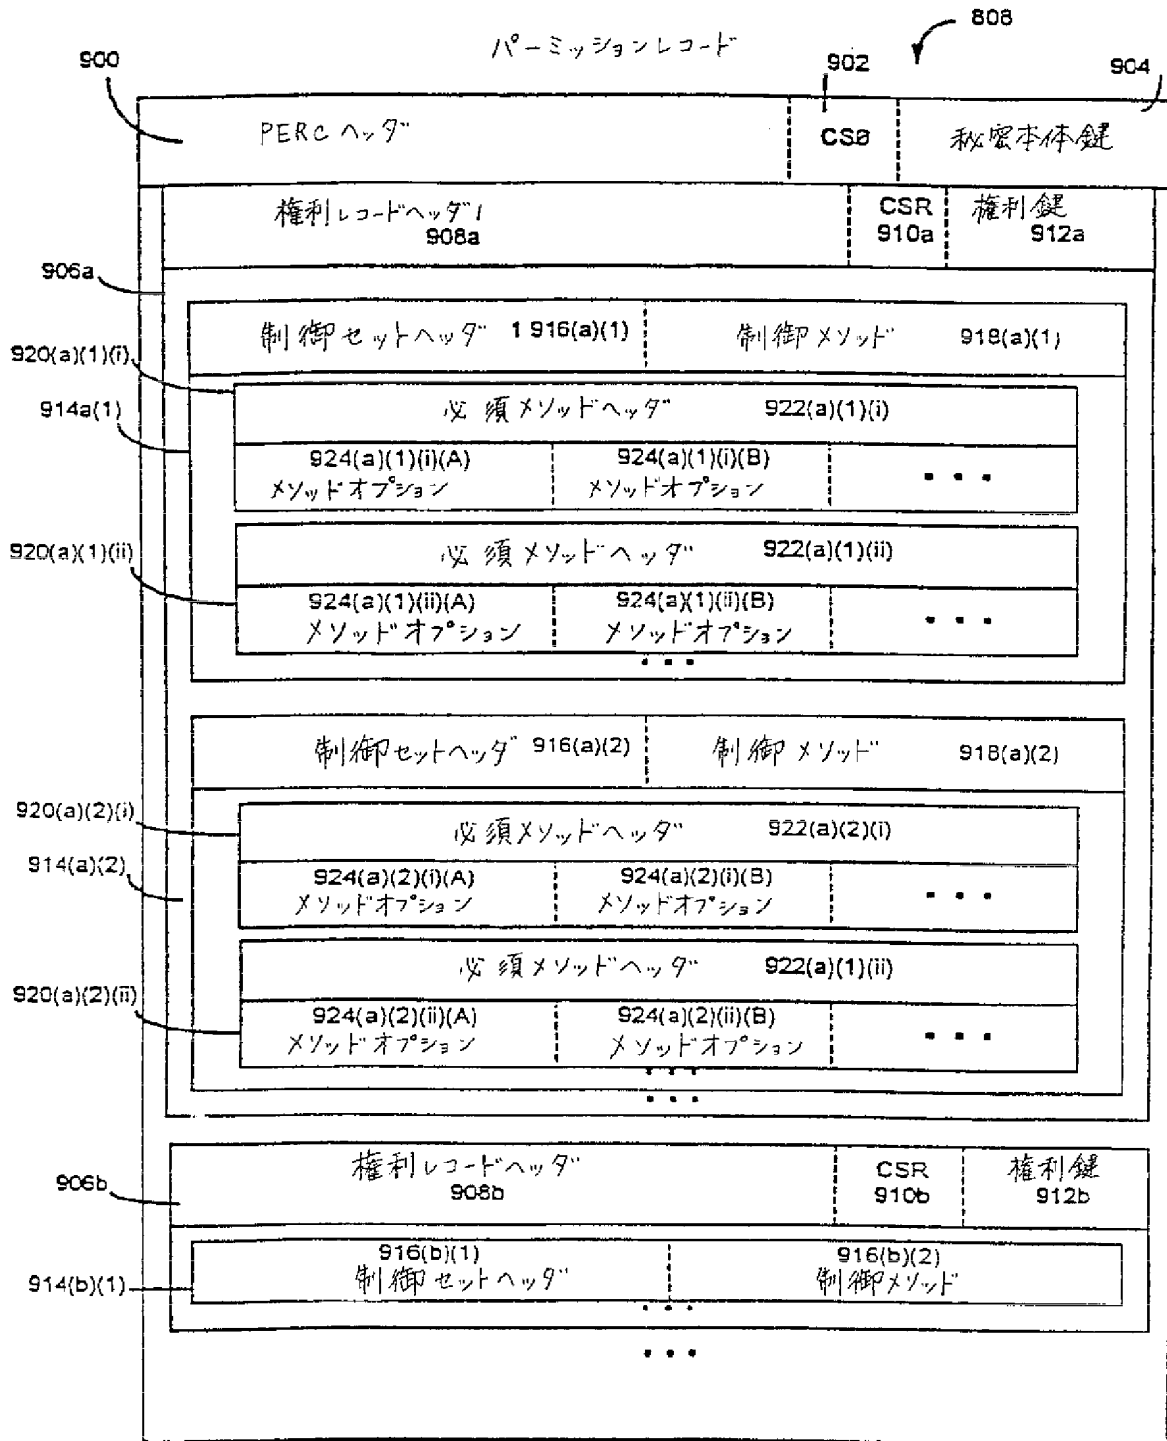 808
パーミッションレコード
900
902
904
PERC ヘッダ
CS0
秘密本体鍵
権利レコードヘッダ1
908a
CSR
910a
権利鍵
912a
906a
制御セットヘッダ 1 916(a)(1)
制御メソッド 918(a)(1)
920(a)(1)(i)
914a(1)
必須メソッドヘッダ 922(a)(1)(i)
924(a)(1)(i)(A)
メソッドオプション
924(a)(1)(i)(B)
メソッドオプション
...
920(a)(1)(ii)
必須メソッドヘッダ 922(a)(1)(ii)
924(a)(1)(ii)(A)
メソッドオプション
924(a)(1)(ii)(B)
メソッドオプション
...
...
制御セットヘッダ 916(a)(2)
制御メソッド 918(a)(2)
920(a)(2)(i)
914(a)(2)
必須メソッドヘッダ 922(a)(2)(i)
924(a)(2)(i)(A)
メソッドオプション
924(a)(2)(i)(B)
メソッドオプション
...
920(a)(2)(ii)
必須メソッドヘッダ 922(a)(1)(ii)
924(a)(2)(ii)(A)
メソッドオプション
924(a)(2)(ii)(B)
メソッドオプション
...
...
...
906b
権利レコードヘッダ
908b
CSR
910b
権利鍵
912b
914(b)(1)
916(b)(1)
制御セットヘッダ
916(b)(2)
制御メソッド
...
...